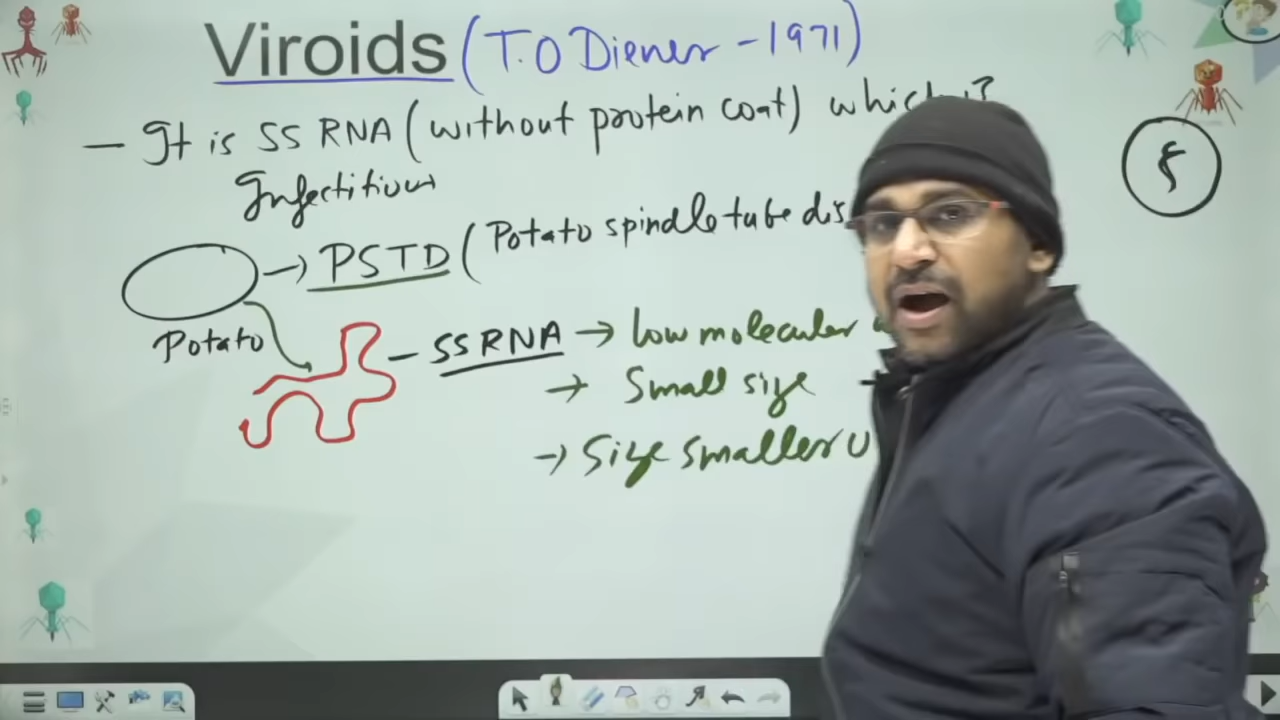 Viroids (T.O Diener - 1971)
- It is SS RNA (without protein coat) which is
Infectitious
→ PSTD (Potato spindle tube dis
Potato
- SSRNA → Low molecular
→ Small size
→ Size smaller